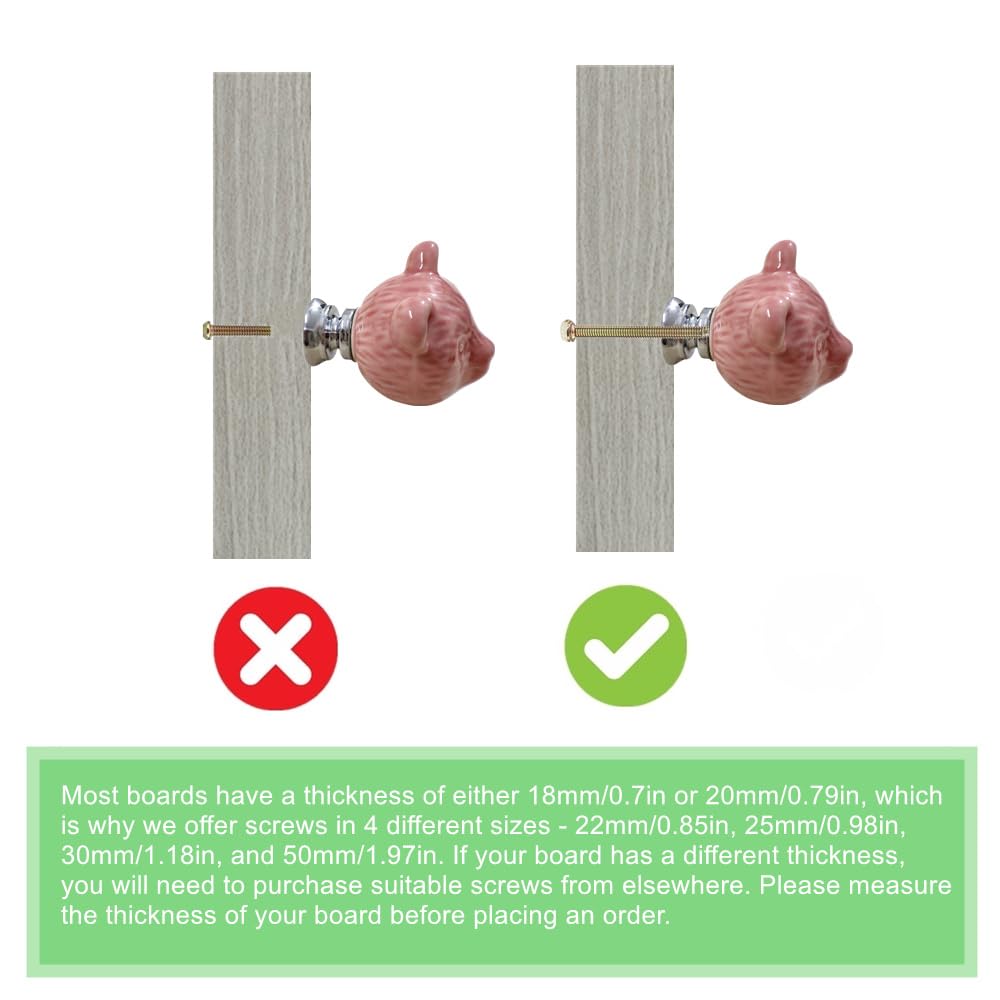 Most boards have a thickness of either 18mm/0.7in or 20mm/0.79in, which
is why we offer screws in 4 different sizes - 22mm/0.85in, 25mm/0.98in,
30mm/1.18in, and 50mm/1.97in. If your board has a different thickness,
you will need to purchase suitable screws from elsewhere. Please measure
the thickness of your board before placing an order.